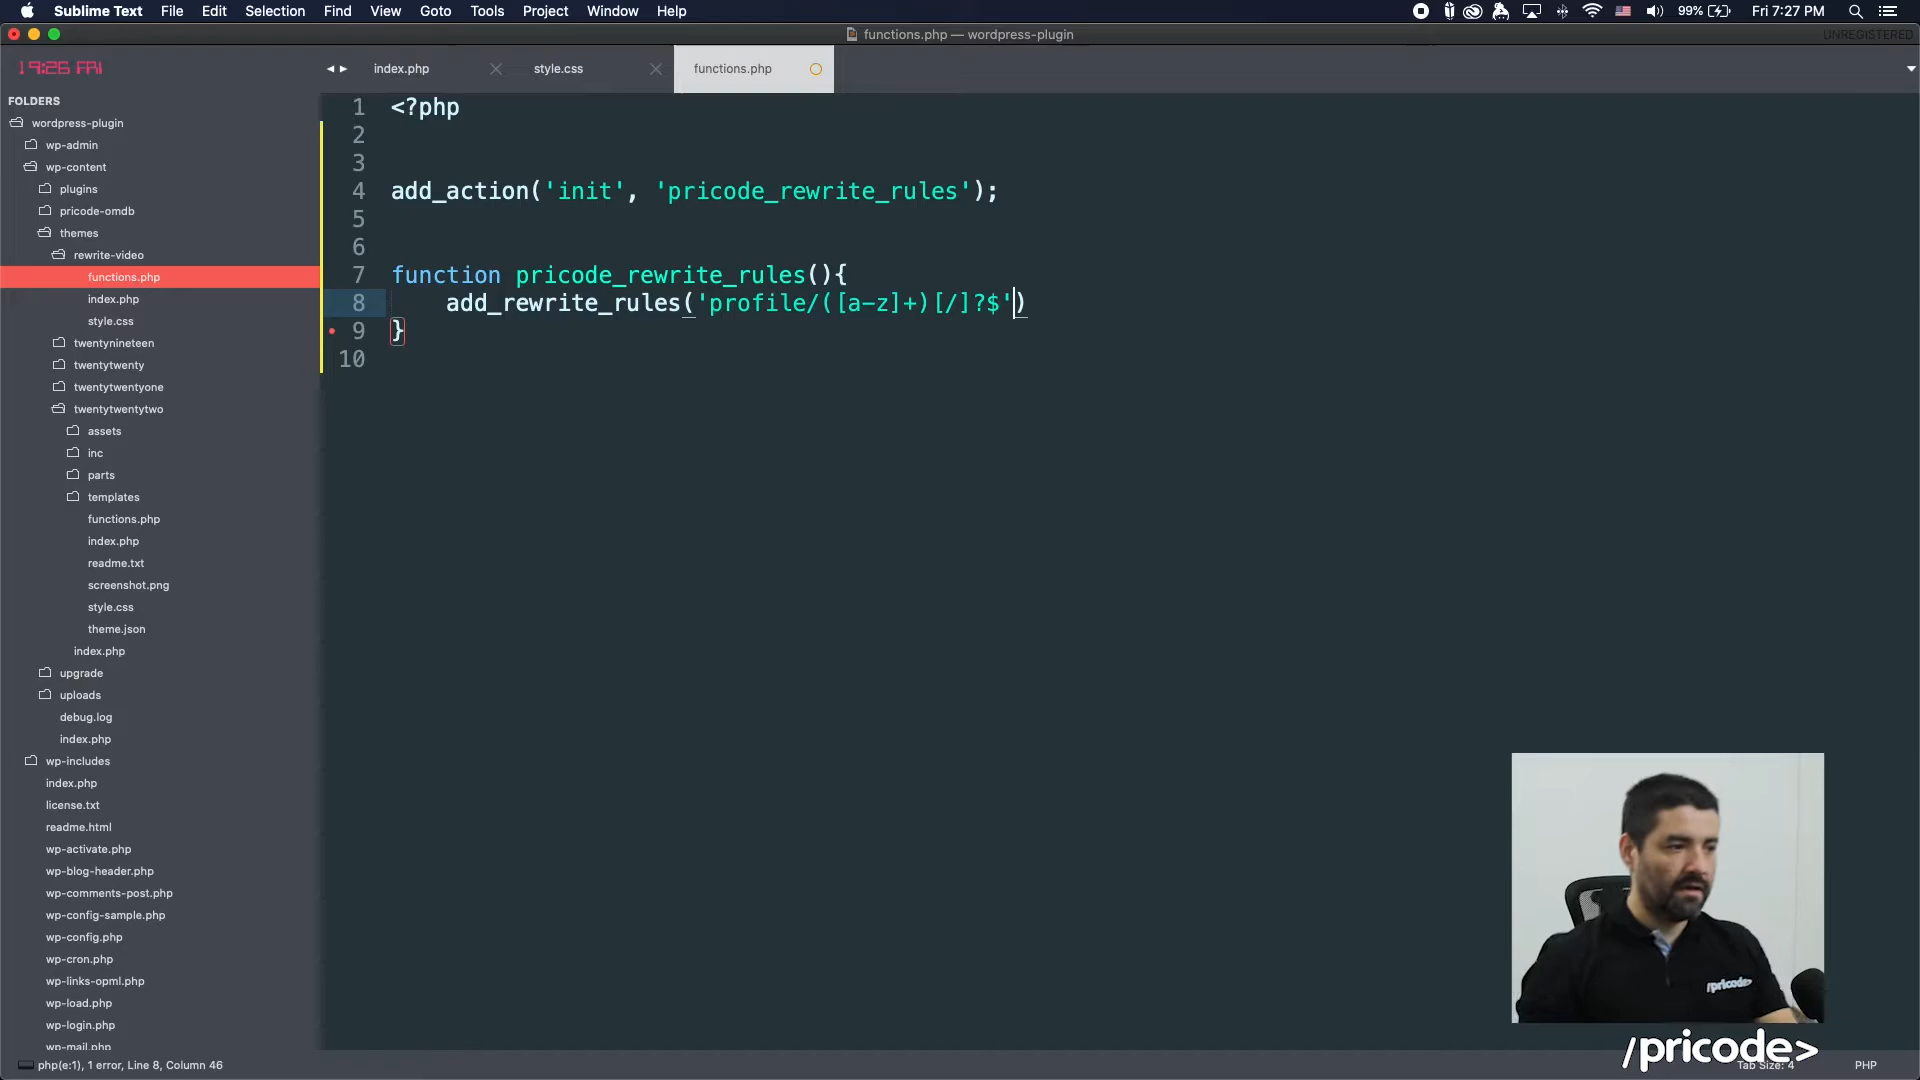 Sublime Text File Edit Selection Find View Goto Tools Project Window Help 99% Fri 7:27 PM
functions.php — wordpress-plugin UNREGISTERED
19:26 FRI
index.php style.css functions.php
FOLDERS
wordpress-plugin
wp-admin
wp-content
plugins
pricode-omdb
themes
rewrite-video
functions.php
index.php
style.css
twentynineteen
twentytwenty
twentytwentyone
twentytwentytwo
assets
inc
parts
templates
functions.php
index.php
readme.txt
screenshot.png
style.css
theme.json
index.php
upgrade
uploads
debug.log
index.php
wp-includes
index.php
license.txt
readme.html
wp-activate.php
wp-blog-header.php
wp-comments-post.php
wp-config-sample.php
wp-config.php
wp-cron.php
wp-links-opml.php
wp-load.php
wp-login.php
wp-mail.php
1 <?php
2
3
4 add_action('init', 'pricode_rewrite_rules');
5
6
7 function pricode_rewrite_rules(){
8 add_rewrite_rules('profile/([a-z]+)[/]?$')
9 }
10
/pricode>
/pricode>
php(e:1), 1 error, Line 8, Column 46 Tab Size: 4 PHP